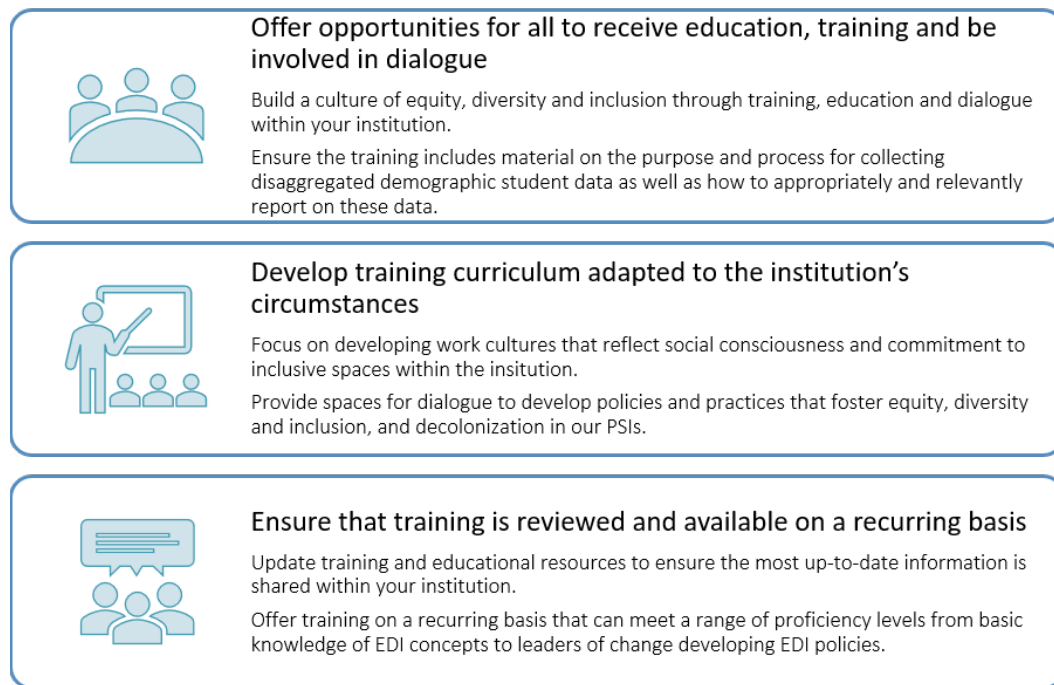 Offer opportunities for all to receive education, training and be
involved in dialogue
Build a culture of equity, diversity and inclusion through training, education and dialogue
within your institution.
Ensure the training includes material on the purpose and process for collecting
disaggregated demographic student data as well as how to appropriately and relevantly
report on these data.
Develop training curriculum adapted to the institution’s
circumstances
Focus on developing work cultures that reflect social consciousness and commitment to
inclusive spaces within the insitution.
Provide spaces for dialogue to develop policies and practices that foster equity, diversity
and inclusion, and decolonization in our PSIs.
Ensure that training is reviewed and available on a recurring basis
Update training and educational resources to ensure the most up-to-date information is
shared within your institution.
Offer training on a recurring basis that can meet a range of proficiency levels from basic
knowledge of EDI concepts to leaders of change developing EDI policies.